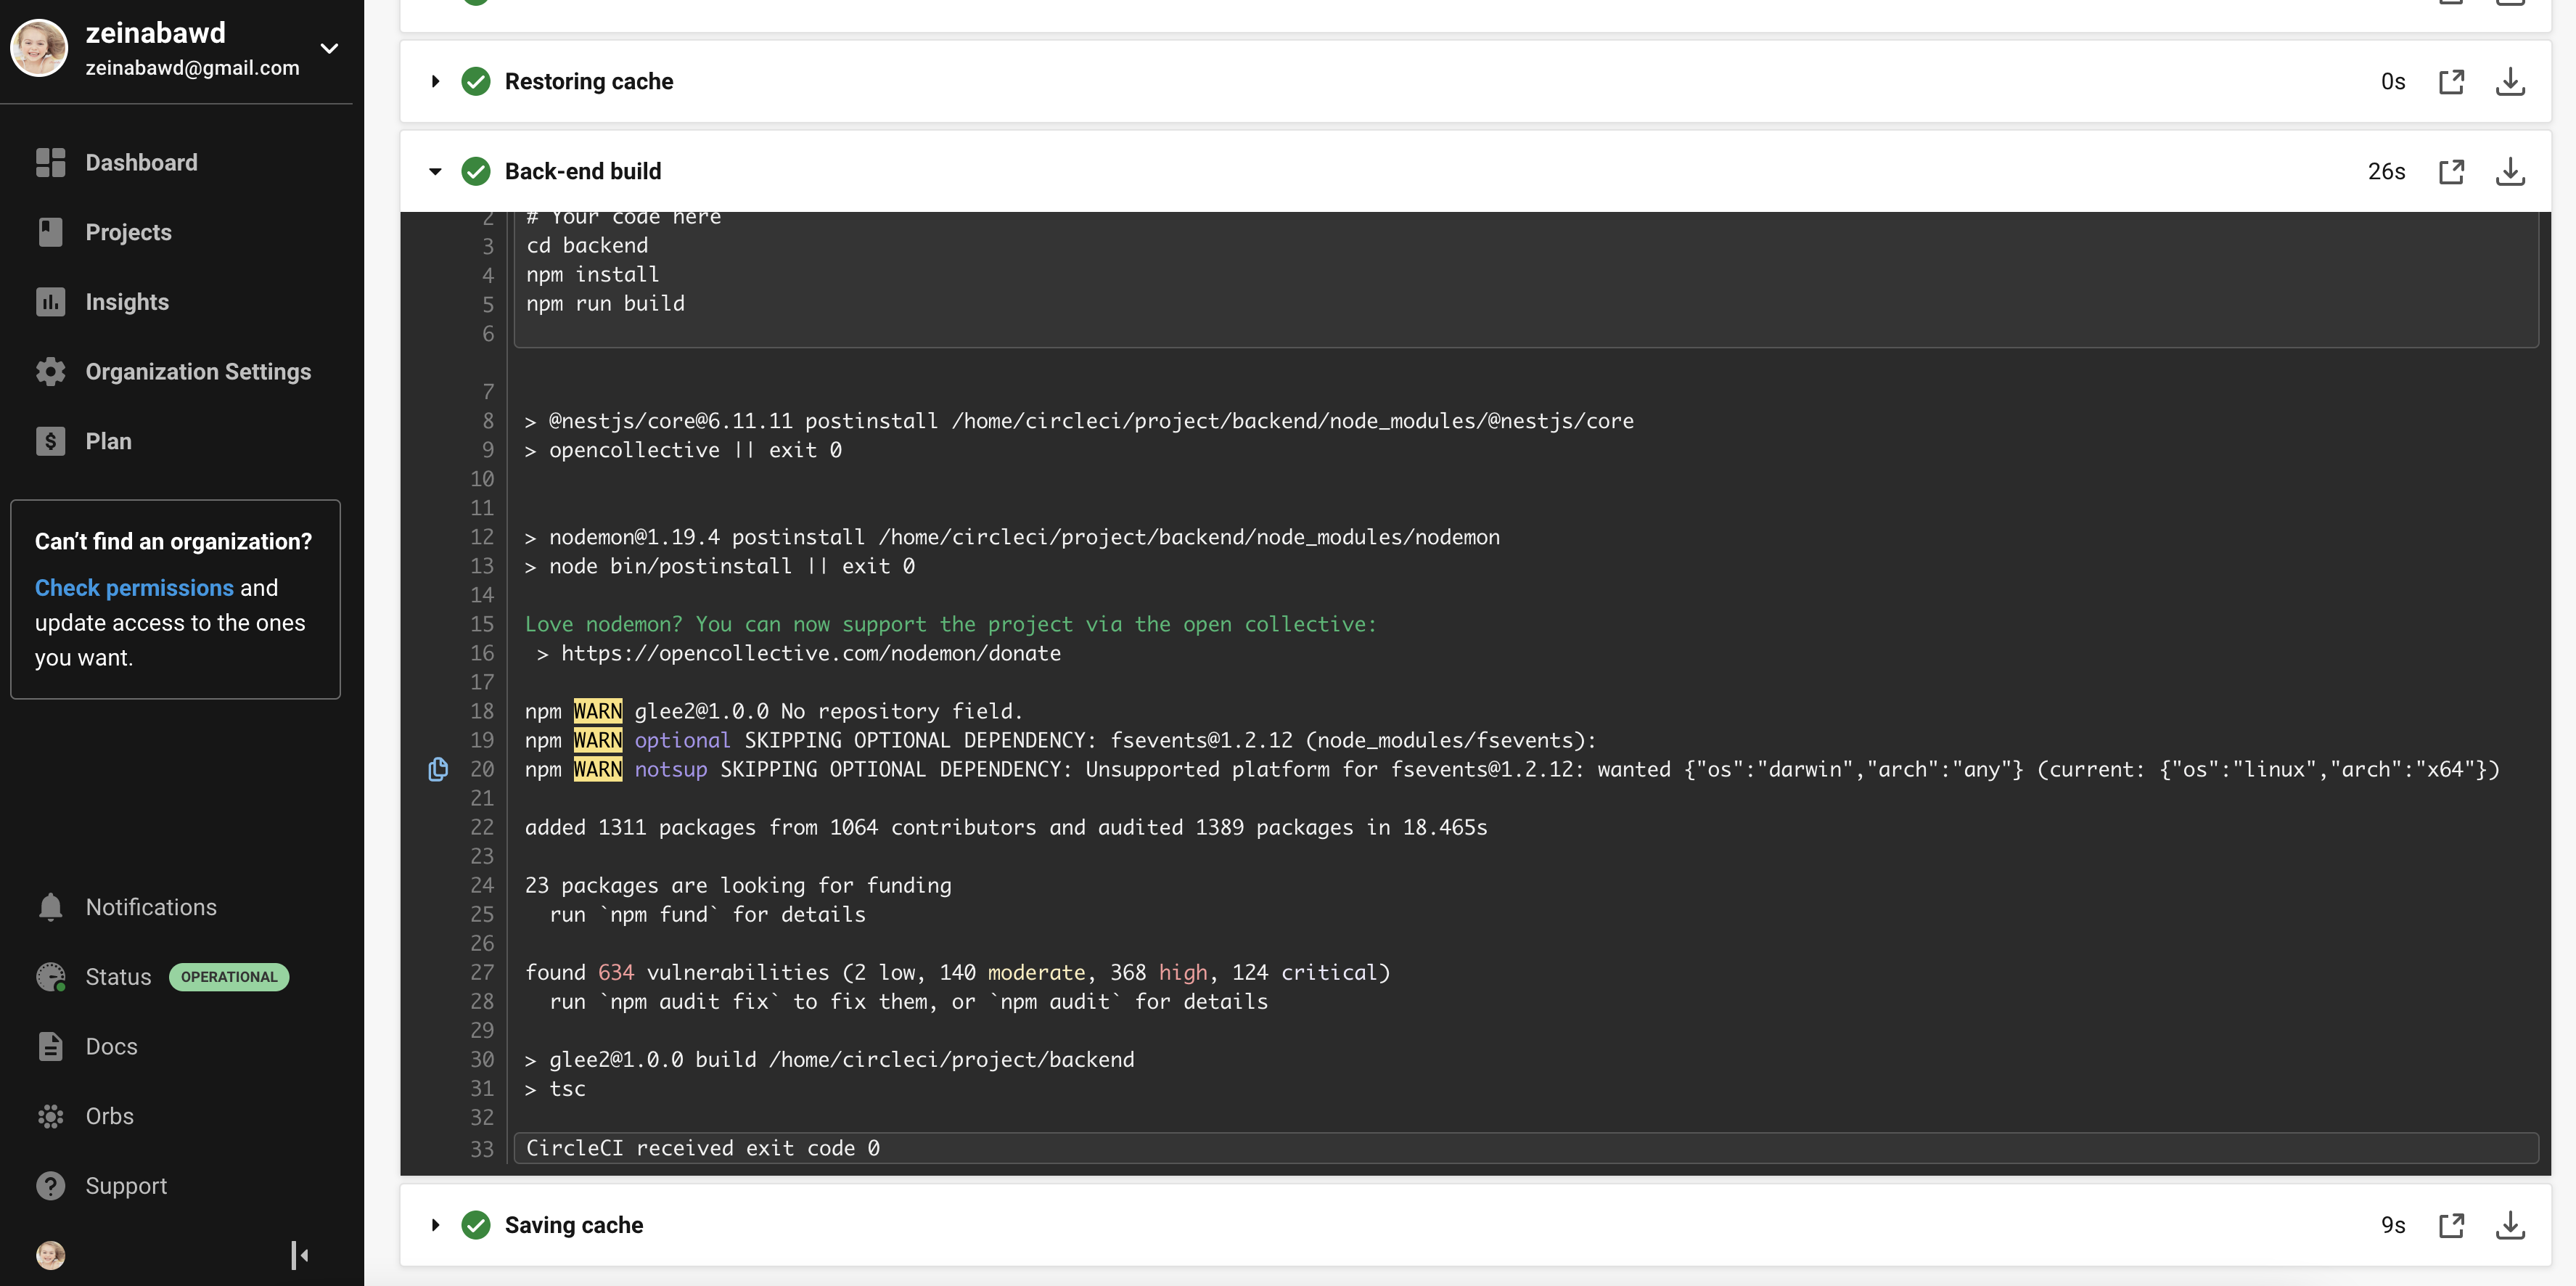 zeinabawd
zeinabawd@gmail.com
Dashboard
Projects
Insights
Organization Settings
Plan
Can't find an organization?
Check permissions and
update access to the ones
you want.
Notifications
Status OPERATIONAL
Docs
Orbs
Support
Restoring cache 0s
Back-end build 26s
2 # Your code here
3 cd backend
4 npm install
5 npm run build
6
7
8 > @nestjs/core@6.11.11 postinstall /home/circleci/project/backend/node_modules/@nestjs/core
9 > opencollective || exit 0
10
11
12 > nodemon@1.19.4 postinstall /home/circleci/project/backend/node_modules/nodemon
13 > node bin/postinstall || exit 0
14
15 Love nodemon? You can now support the project via the open collective:
16 > https://opencollective.com/nodemon/donate
17
18 npm WARN glee2@1.0.0 No repository field.
19 npm WARN optional SKIPPING OPTIONAL DEPENDENCY: fsevents@1.2.12 (node_modules/fsevents):
20 npm WARN notsup SKIPPING OPTIONAL DEPENDENCY: Unsupported platform for fsevents@1.2.12: wanted {"os":"darwin","arch":"any"} (current: {"os":"linux","arch":"x64"})
21
22 added 1311 packages from 1064 contributors and audited 1389 packages in 18.465s
23
24 23 packages are looking for funding
25 run `npm fund` for details
26
27 found 634 vulnerabilities (2 low, 140 moderate, 368 high, 124 critical)
28 run `npm audit fix` to fix them, or `npm audit` for details
29
30 > glee2@1.0.0 build /home/circleci/project/backend
31 > tsc
32
33 CircleCI received exit code 0
Saving cache 9s